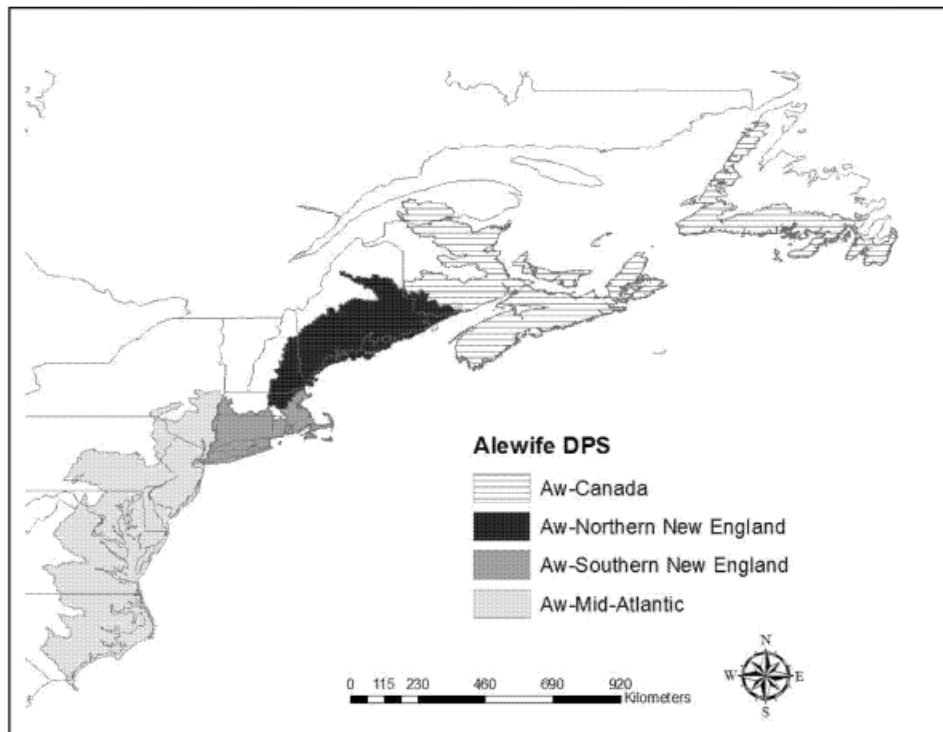 Alewife DPS
Aw-Canada
Aw-Northern New England
Aw-Southern New England
Aw-Mid-Atlantic
N
W E
S
0 115 230 460 690 920
Kilometers